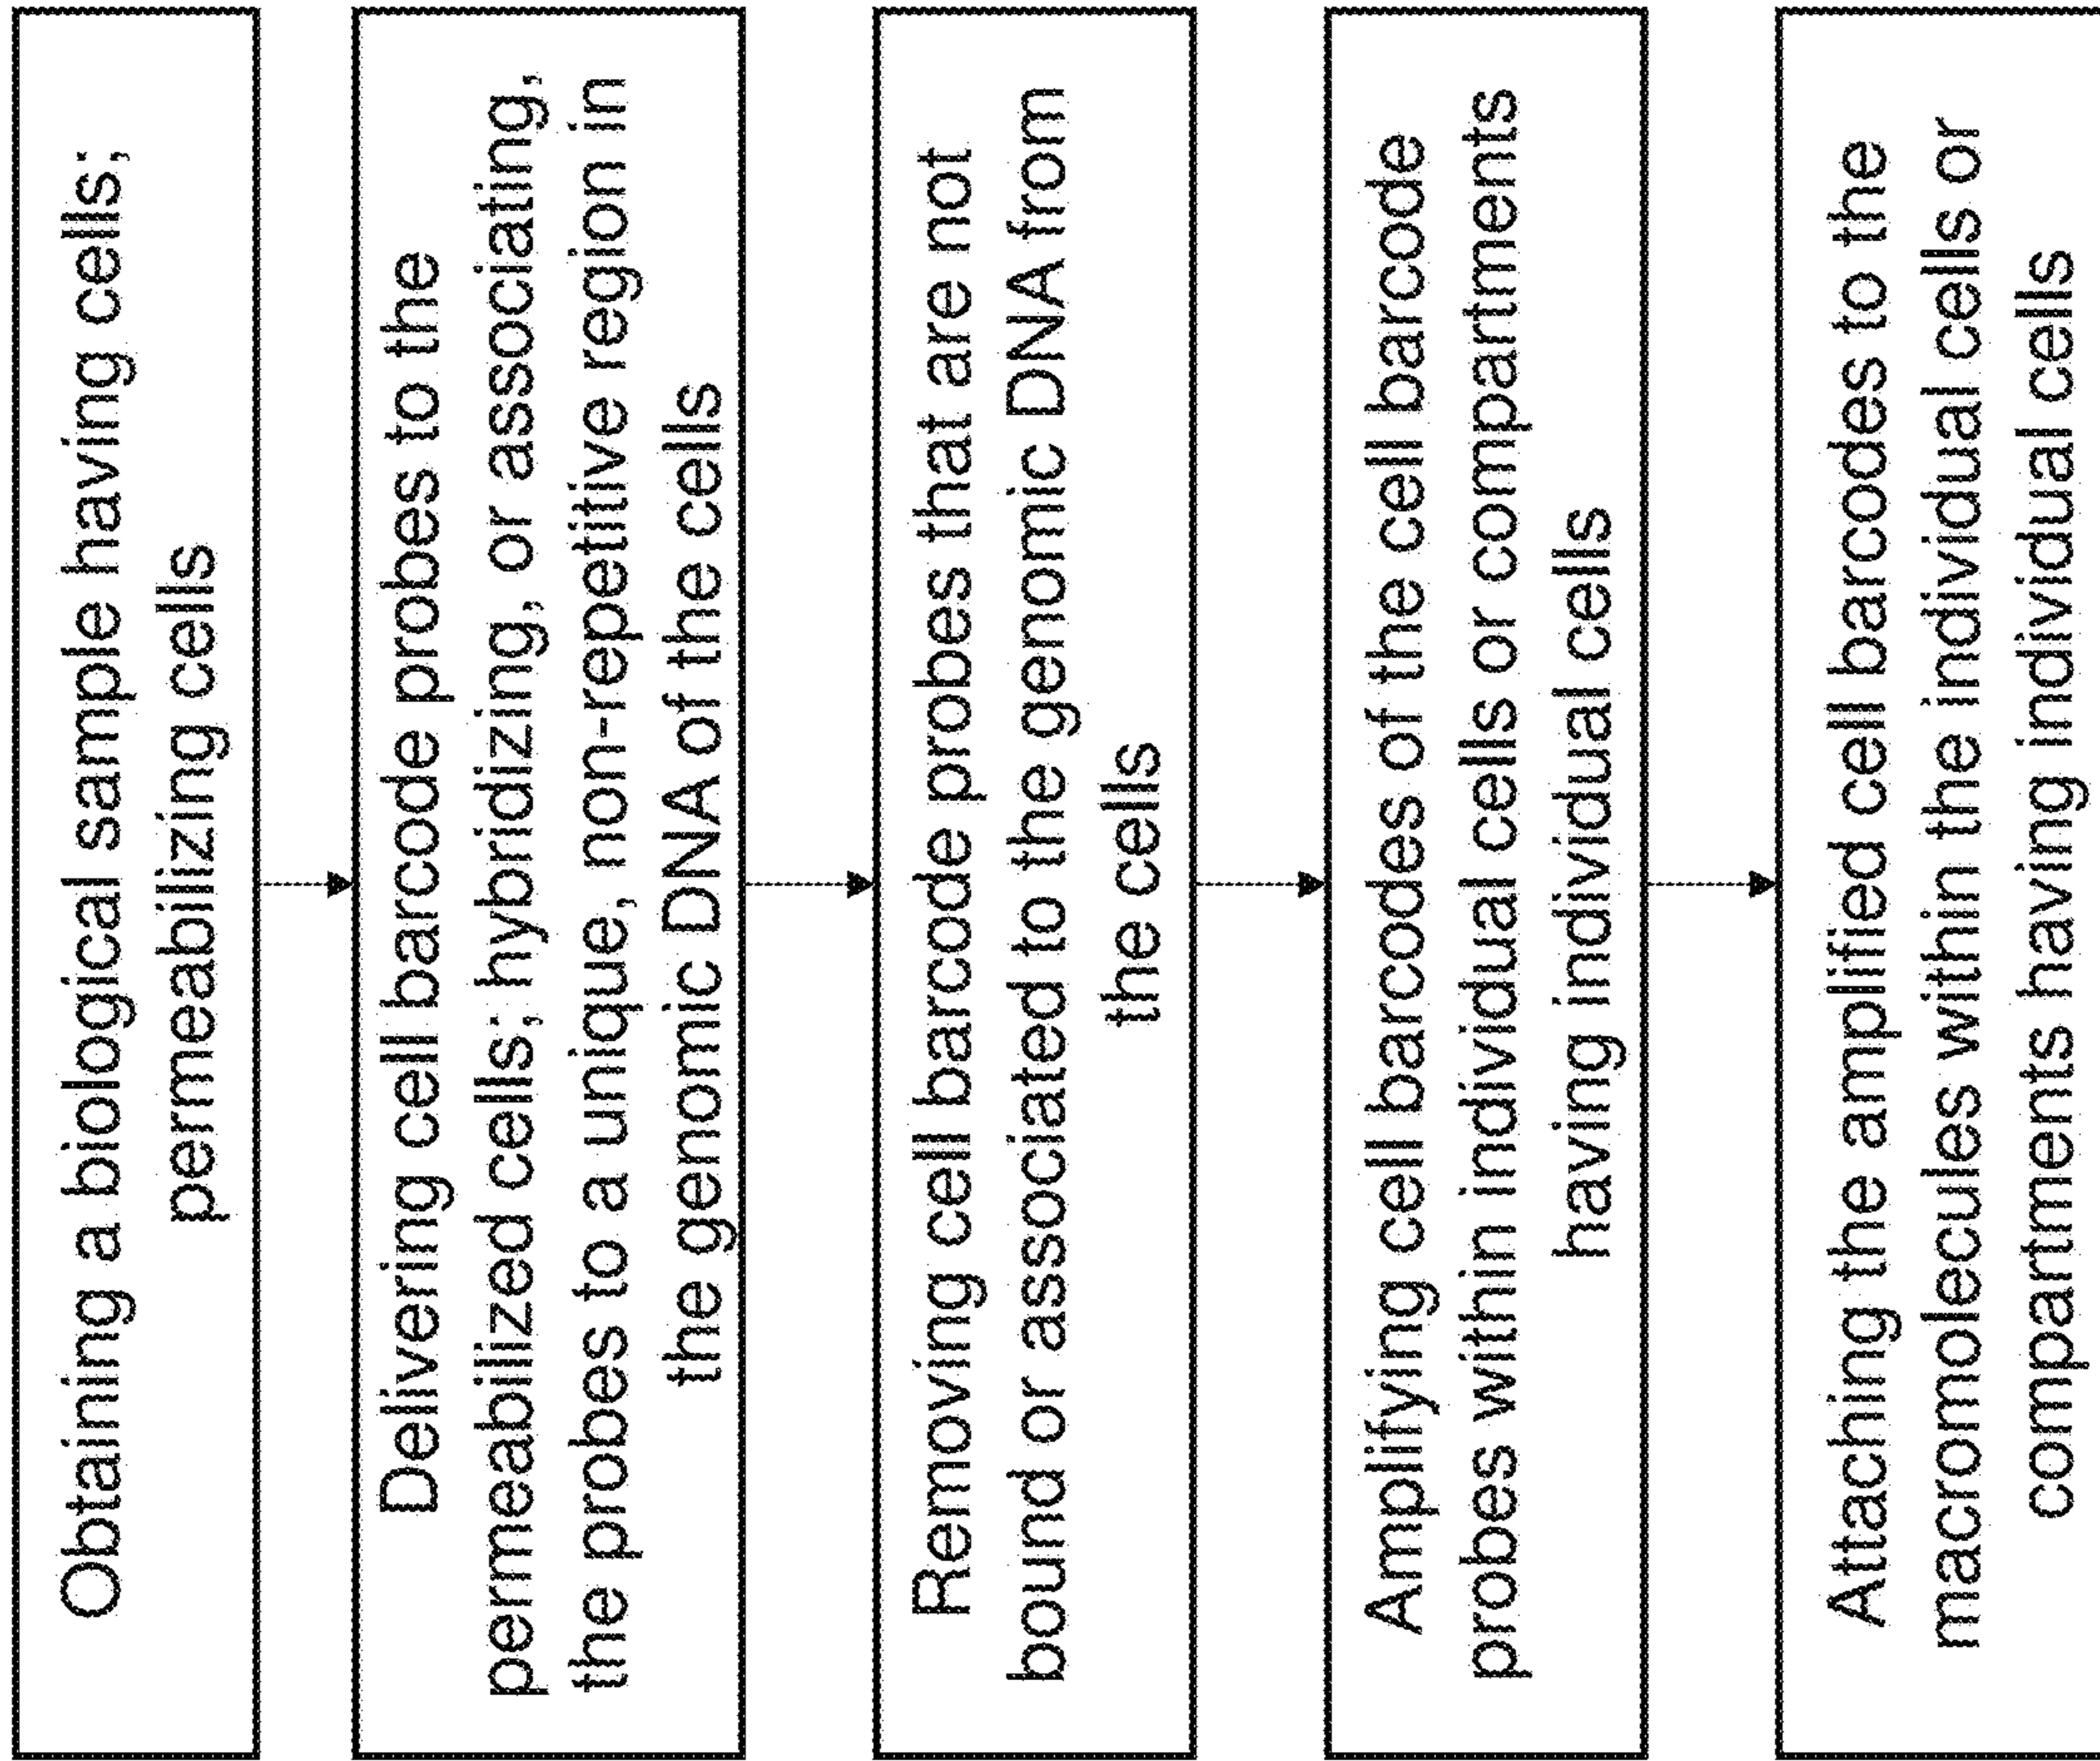 Obtaining a biological sample having cells;
permeabilizing cells
Delivering cell barcode probes to the
permeabilized cells; hybridizing, or associating,
the probes to a unique, non-repetitive region in
the genomic DNA of the cells
Removing cell barcode probes that are not
bound or associated to the genomic DNA from
the cells
Amplifying cell barcodes of the cell barcode
probes within individual cells or compartments
having individual cells
Attaching the amplified cell barcodes to the
macromolecules within the individual cells or
compartments having individual cells